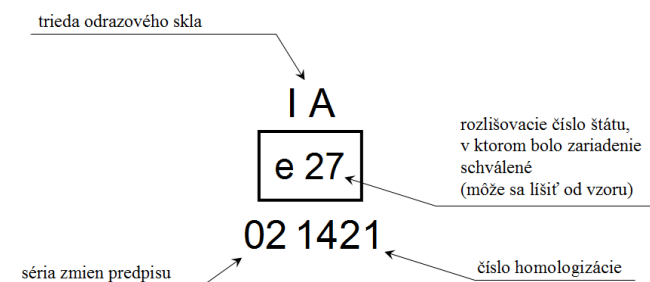 trieda odrazového skla
I A
e 27
rozlišovacie číslo štátu,
v ktorom bolo zariadenie
schválené
(môže sa líšiť od vzoru)
02 1421
séria zmien predpisu
číslo homologizácie